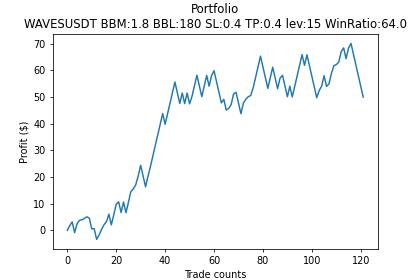 Portfolio
WAVESUSDT BBM:1.8 BBL:180 SL:0.4 TP:0.4 lev:15 WinRatio:64.0
70
60
50
40
30
20
10
0
Profit ($)
0 20 40 60 80 100 120
Trade counts